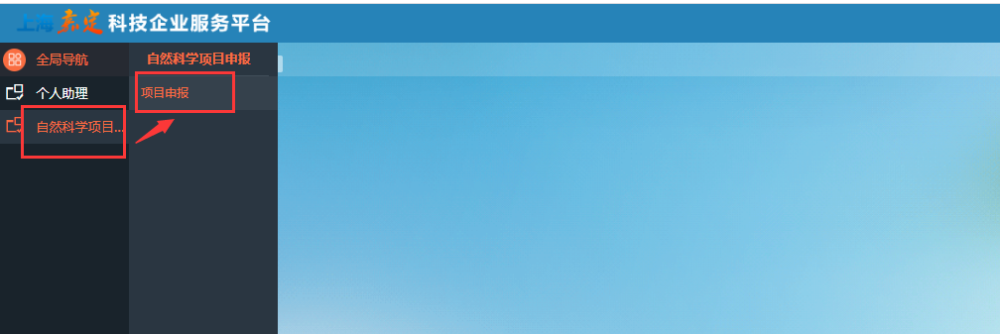 上海嘉定科技企业服务平台
全局导航
自然科学项目申报
个人助理
项目申报
自然科学项目...